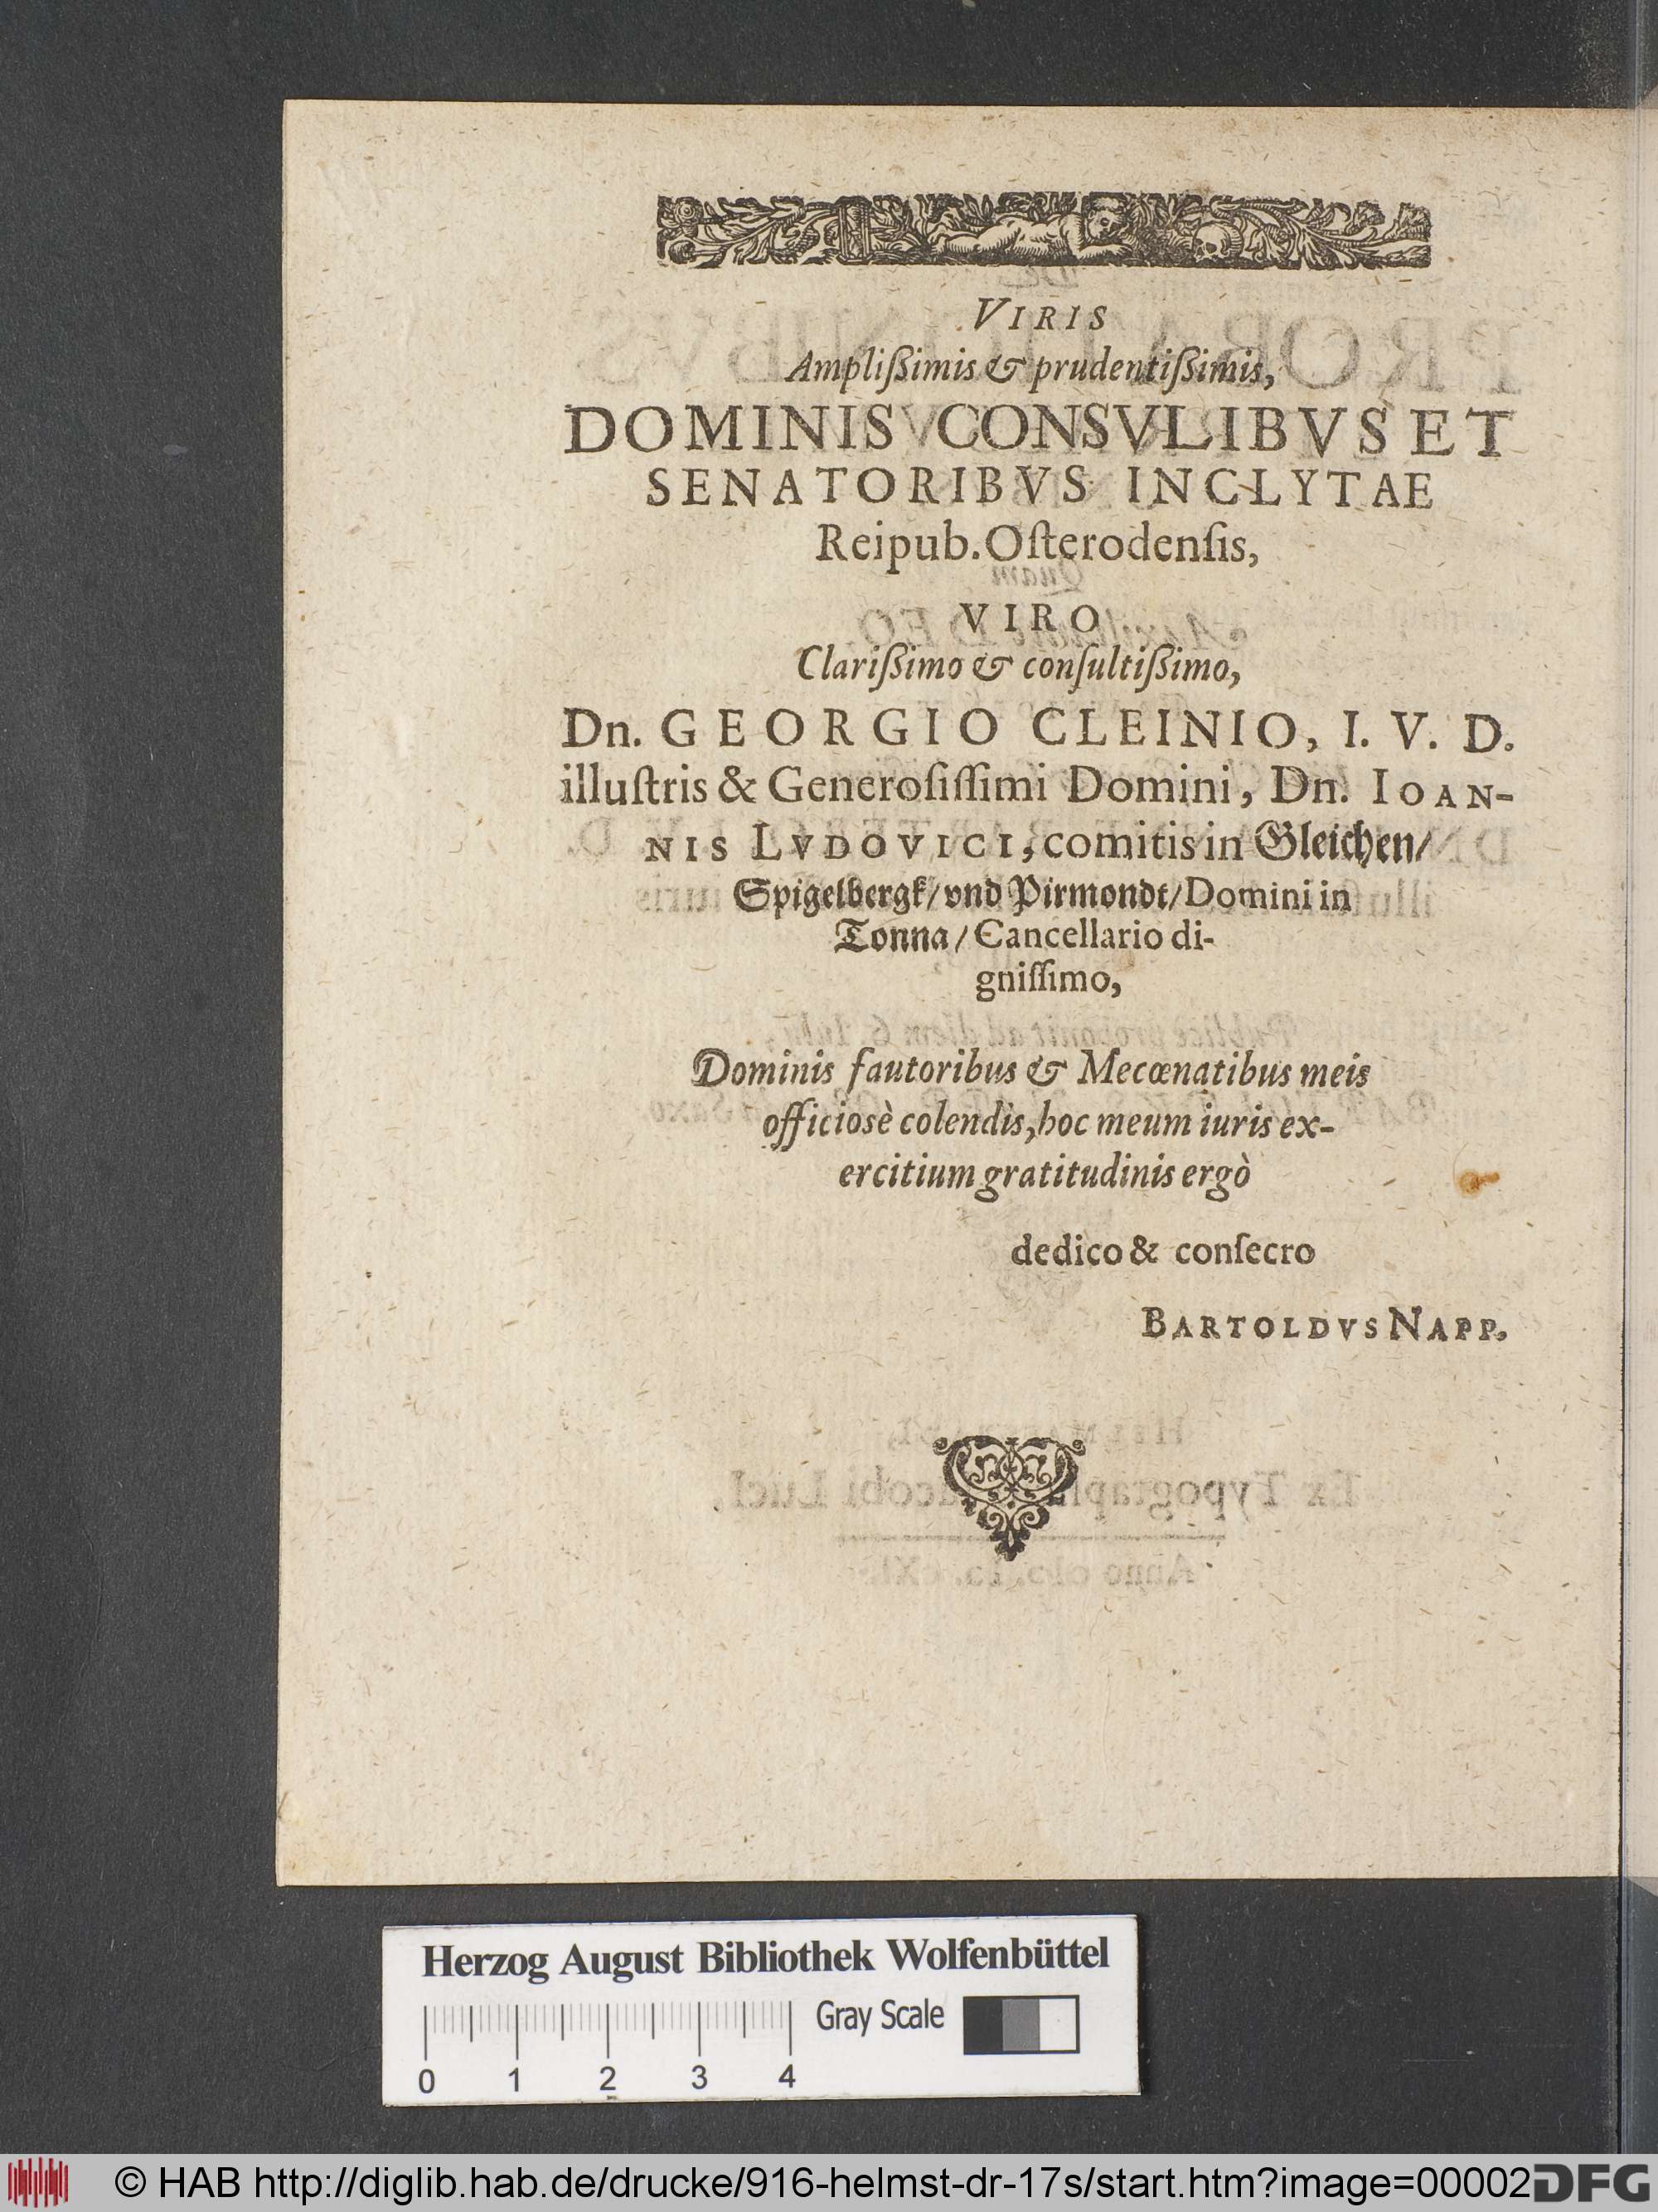 VIRIS
Ampliſſimis & prudentiſſimis,
DOMINIS CONSVLIBVS ET
SENATORIBVS INCLYTAE
Reipub. Oſterodenſis,
VIRO
Clariſſimo & conſultiſſimo,
Dn. GEORGIO CLEINIO, I. V. D.
illuſtris & Generoſiſſimi Domini, Dn. IOAN-
NIS LVDOVICI, comitis in Gleichen/
Spigelbergk/ vnd Pirmondt/ Domini in
Tonna/ Cancellario di-
gniſſimo,
Dominis fautoribus & Mecœnatibus meis
officiosè colendis, hoc meum iuris ex-
ercitium gratitudinis ergò
dedico & conſecro
BARTOLDVS NAPP.
Herzog August Bibliothek Wolfenbüttel
Gray Scale
0 1 2 3 4
© HAB http://diglib.hab.de/drucke/916-helmst-dr-17s/start.htm?image=00002
DFG